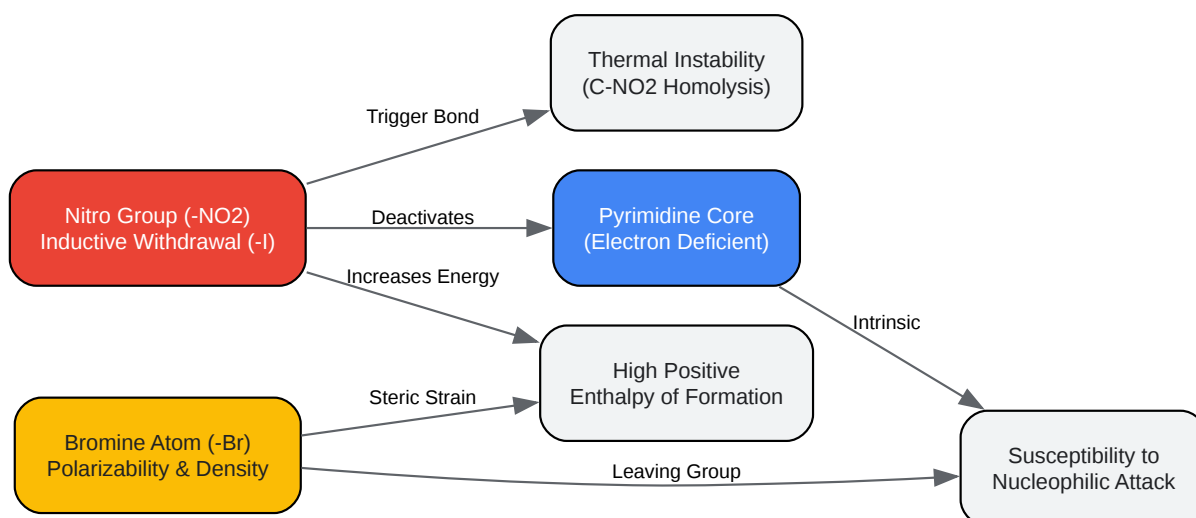 Thermal Instability
(C-NO2 Homolysis)
Trigger Bond
Nitro Group (-NO2)
Inductive Withdrawal (-I)
Deactivates
Pyrimidine Core
(Electron Deficient)
Increases Energy
Intrinsic
High Positive
Enthalpy of Formation
Steric Strain
Bromine Atom (-Br)
Polarizability & Density
Leaving Group
Susceptibility to
Nucleophilic Attack